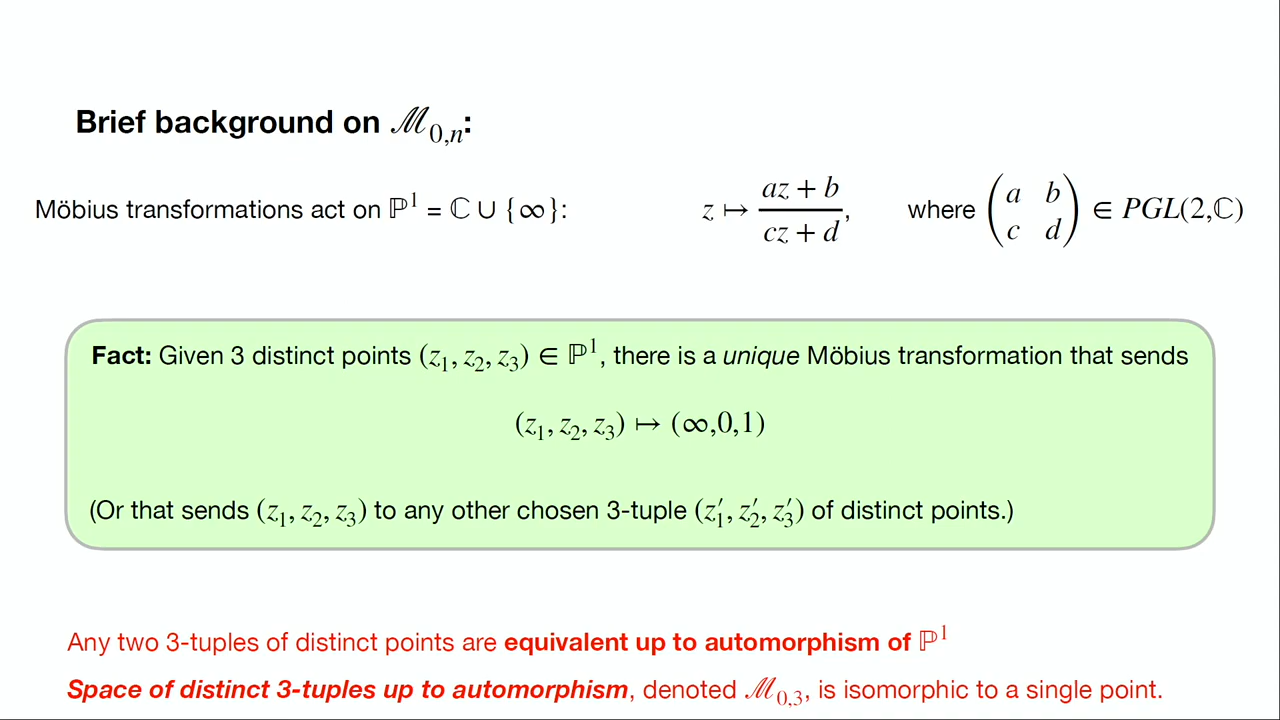 Brief background on ℳ₀,ₙ:
Möbius transformations act on ℙ¹ = ℂ ∪ {∞}: z ↦ (az + b)/(cz + d), where (a b; c d) ∈ PGL(2,ℂ)
Fact: Given 3 distinct points (z₁, z₂, z₃) ∈ ℙ¹, there is a unique Möbius transformation that sends
(z₁, z₂, z₃) ↦ (∞,0,1)
(Or that sends (z₁, z₂, z₃) to any other chosen 3-tuple (z₁′, z₂′, z₃′) of distinct points.)
Any two 3-tuples of distinct points are equivalent up to automorphism of ℙ¹
Space of distinct 3-tuples up to automorphism, denoted ℳ₀,₃, is isomorphic to a single point.